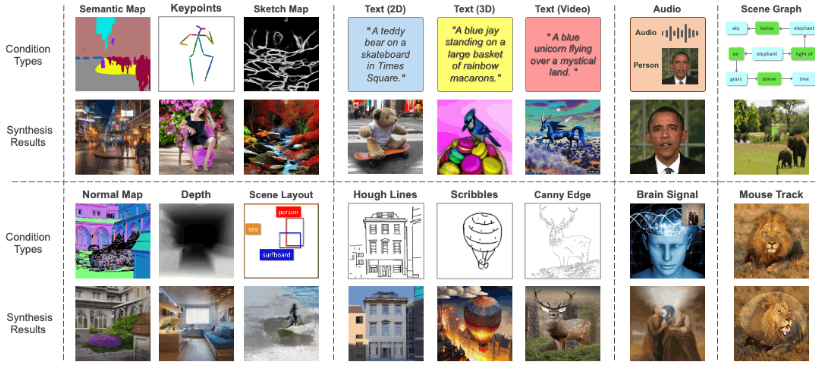 Semantic Map Keypoints Sketch Map Text (2D) Text (3D) Text (Video) Audio Scene Graph
Condition
Types
"A teddy
bear on a
skateboard
in Times
Square."
"A blue jay
standing on a
large basket
of rainbow
macarons."
"A blue
unicorn flying
over a mystical
land. "
Audio
Person
sky below elephant
on elephant right of
grass above tree
Synthesis
Results
Normal Map Depth Scene Layout Hough Lines Scribbles Canny Edge Brain Signal Mouse Track
Condition
Types
person
sea
surfboard
Synthesis
Results